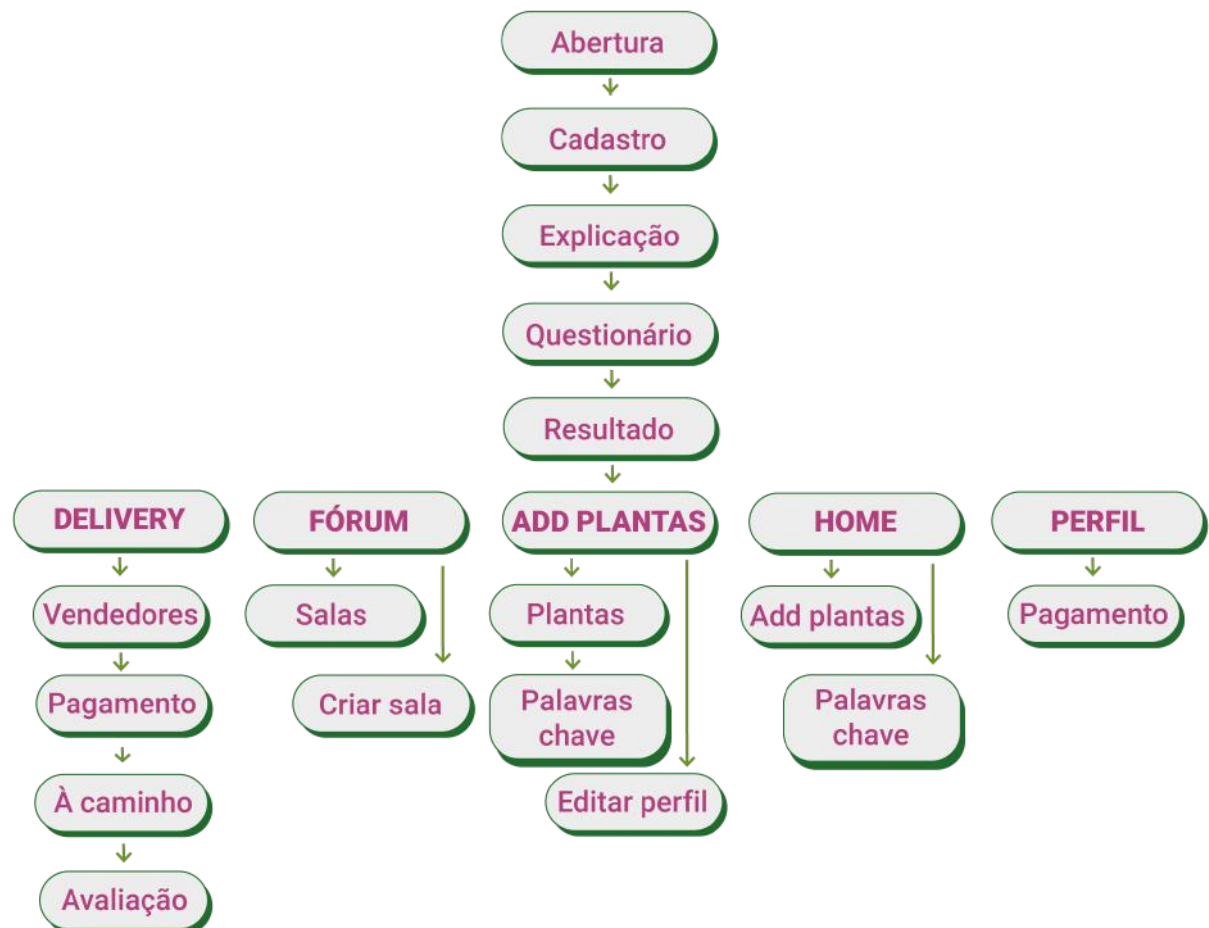 Abertura
Cadastro
Explicação
Questionário
Resultado
DELIVERY
FÓRUM
ADD PLANTAS
HOME
PERFIL
Vendedores
Salas
Plantas
Add plantas
Pagamento
Pagamento
Criar sala
Palavras
chave
Palavras
chave
À caminho
Editar perfil
Avaliação